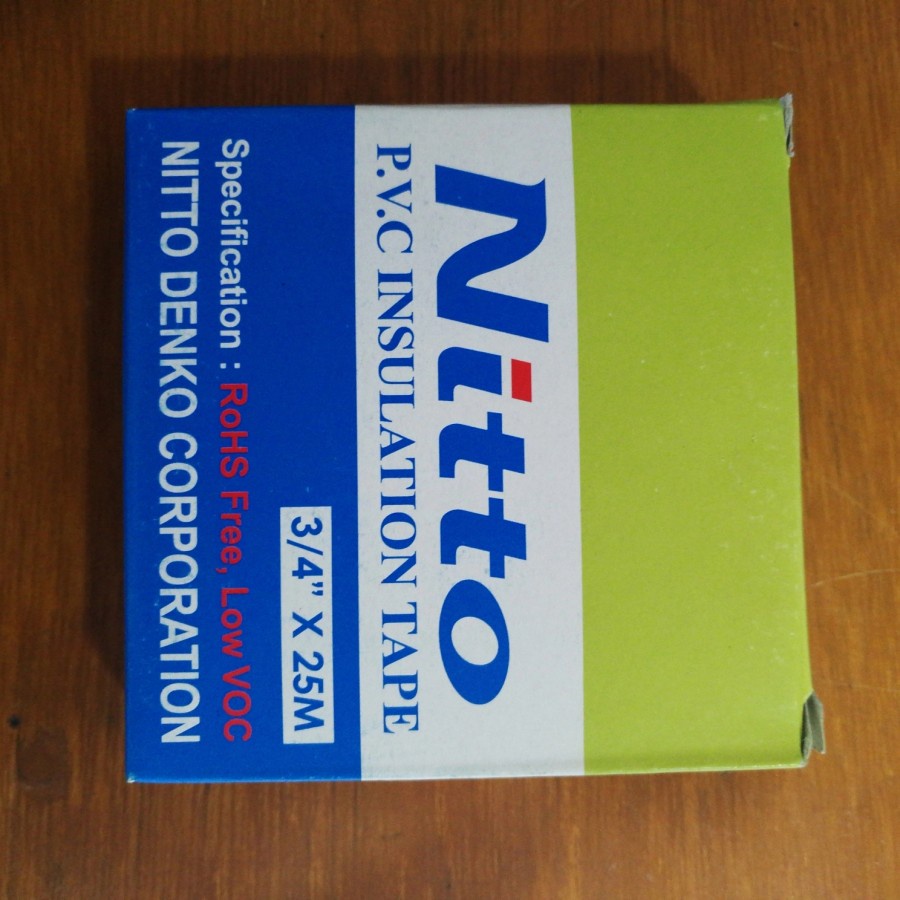 Nitto
P.V.C INSULATION TAPE
3/4” X 25M
Specification : RoHS Free, Low VOC
NITTO DENKO CORPORATION